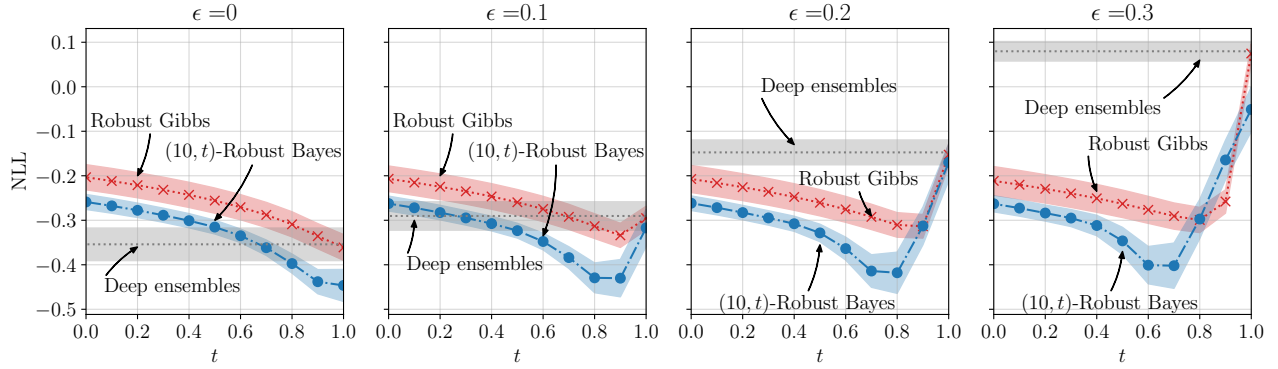 ϵ =0
ϵ =0.1
ϵ =0.2
ϵ =0.3
NLL
0.1
0.0
−0.1
−0.2
−0.3
−0.4
−0.5
Robust Gibbs
(10, t)-Robust Bayes
Deep ensembles
0.0 0.2 0.4 0.6 0.8 1.0
t
Robust Gibbs
(10, t)-Robust Bayes
Deep ensembles
0.0 0.2 0.4 0.6 0.8 1.0
t
Deep ensembles
Robust Gibbs
(10, t)-Robust Bayes
0.0 0.2 0.4 0.6 0.8 1.0
t
Deep ensembles
Robust Gibbs
(10, t)-Robust Bayes
0.0 0.2 0.4 0.6 0.8 1.0
t